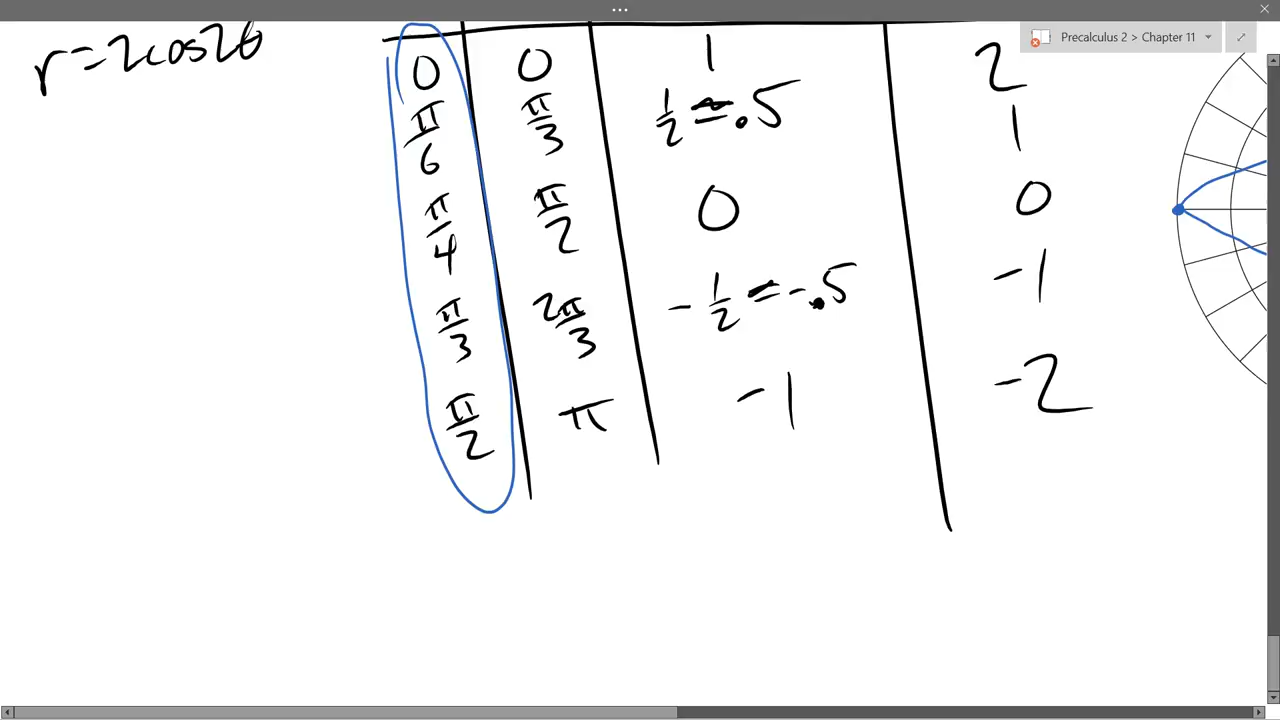 Precalculus 2 > Chapter 11
r=2cos2θ
0 0 1 2
π/6 π/3 1/2 = .5 1
π/4 π/2 0 0
π/3 2π/3 -1/2 = -.5 -1
π/2 π -1 -2